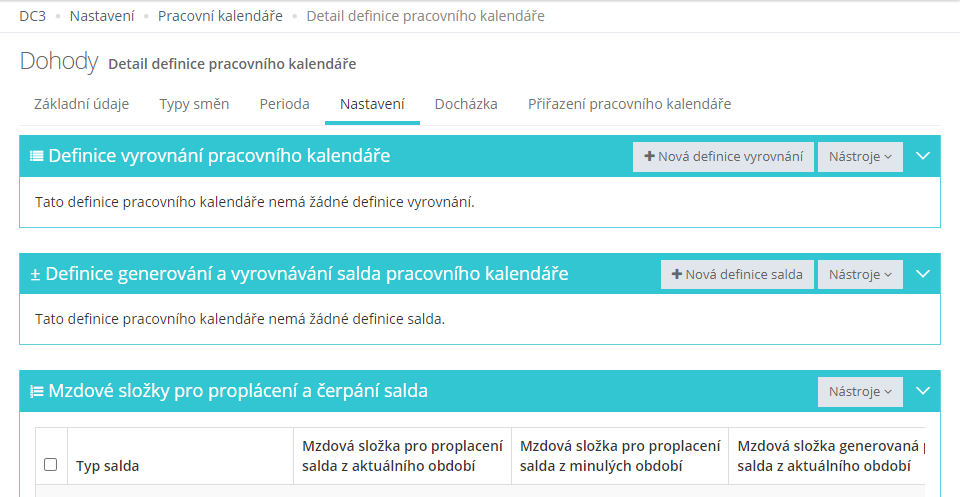 DC3 Nastavení Pracovní kalendáře Detail definice pracovního kalendáře
Dohody Detail definice pracovního kalendáře
Základní údaje Typy směn Perioda Nastavení Docházka Přiřazení pracovního kalendáře
Definice vyrovnání pracovního kalendáře Nová definice vyrovnání Nástroje
Tato definice pracovního kalendáře nemá žádné definice vyrovnání.
± Definice generování a vyrovnávání salda pracovního kalendáře Nová definice salda Nástroje
Tato definice pracovního kalendáře nemá žádné definice salda.
Mzdové složky pro proplácení a čerpání salda Nástroje
Typ salda
Mzdová složka pro proplacení
salda z aktuálního období
Mzdová složka pro proplacení
salda z minulých období
Mzdová složka generovaná
salda z aktuálního období